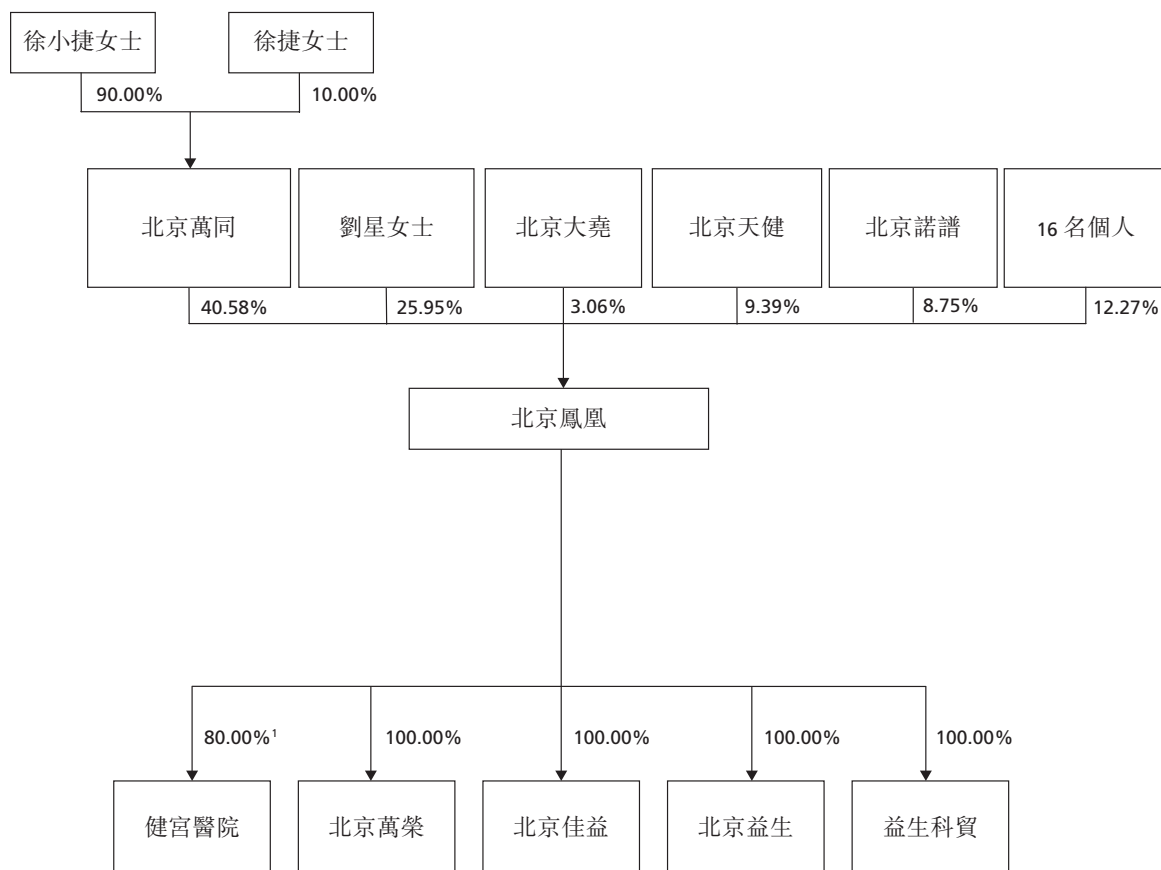 徐小捷女士
徐捷女士
90.00%
10.00%
北京萬同
劉星女士
北京大堯
北京天健
北京諾譜
16 名個人
40.58%
25.95%
3.06%
9.39%
8.75%
12.27%
北京鳳凰
80.00%¹
100.00%
100.00%
100.00%
100.00%
健宮醫院
北京萬榮
北京佳益
北京益生
益生科貿